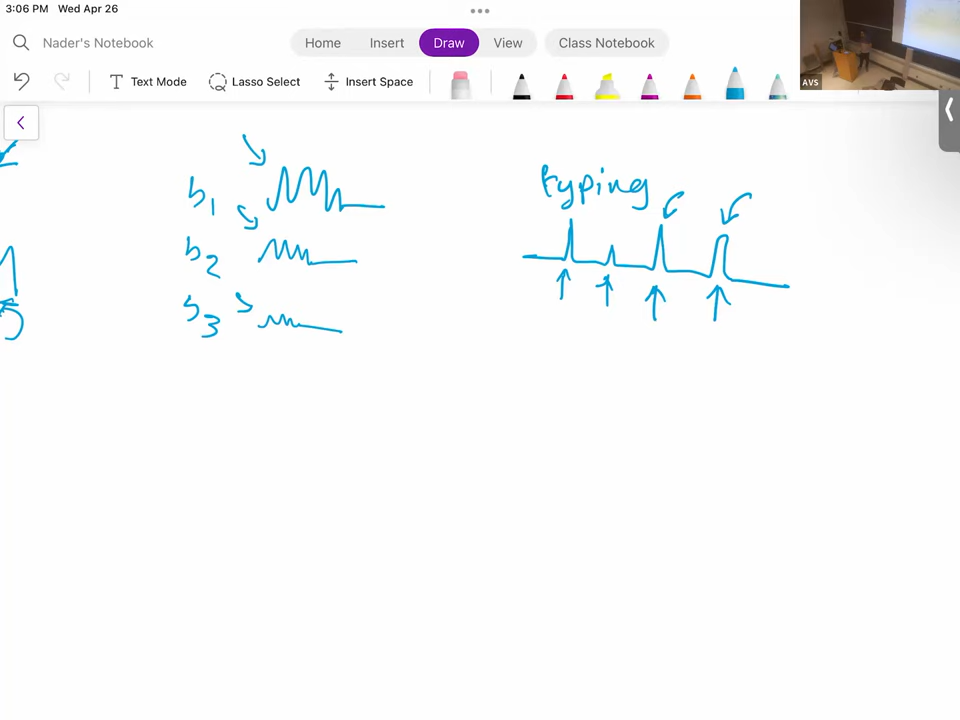 3:06 PM Wed Apr 26
Nader's Notebook
Home Insert Draw View Class Notebook
Text Mode Lasso Select Insert Space
AVS
b1
b2
b3
typing